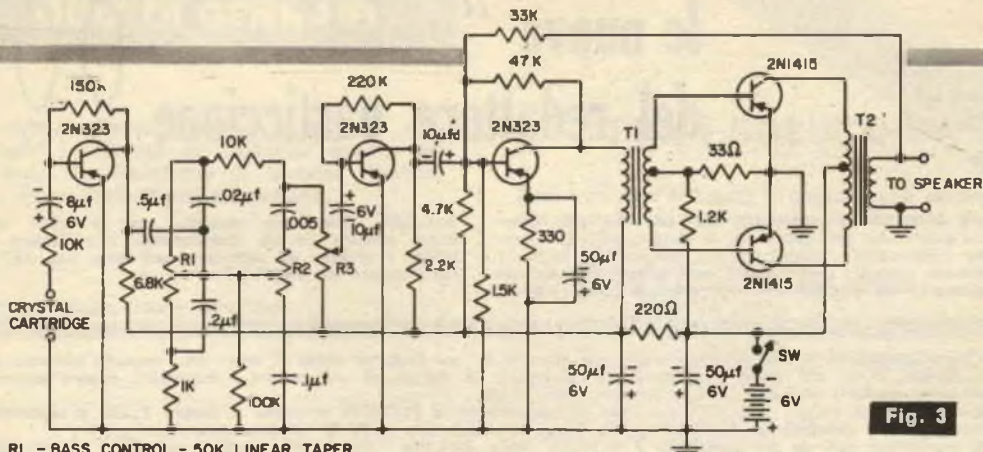 33K
47K
150K
220K
2N1415
2N323
2N323
10µfd
2N323
T1
T2
10K
33Ω
8µf
6V
.5µf
.02µf
6V
10µf
4.7K
330
1.2K
TO SPEAKER
10K
R1
.005
R2
R3
2.2K
50µf
6V
2N1415
6.8K
.2µf
1.5K
220Ω
CRYSTAL
CARTRIDGE
SW
1K
100K
.1µf
50µf
6V
50µf
6V
6V
Fig. 3
R1 - BASS CONTROL - 50K LINEAR TAPER